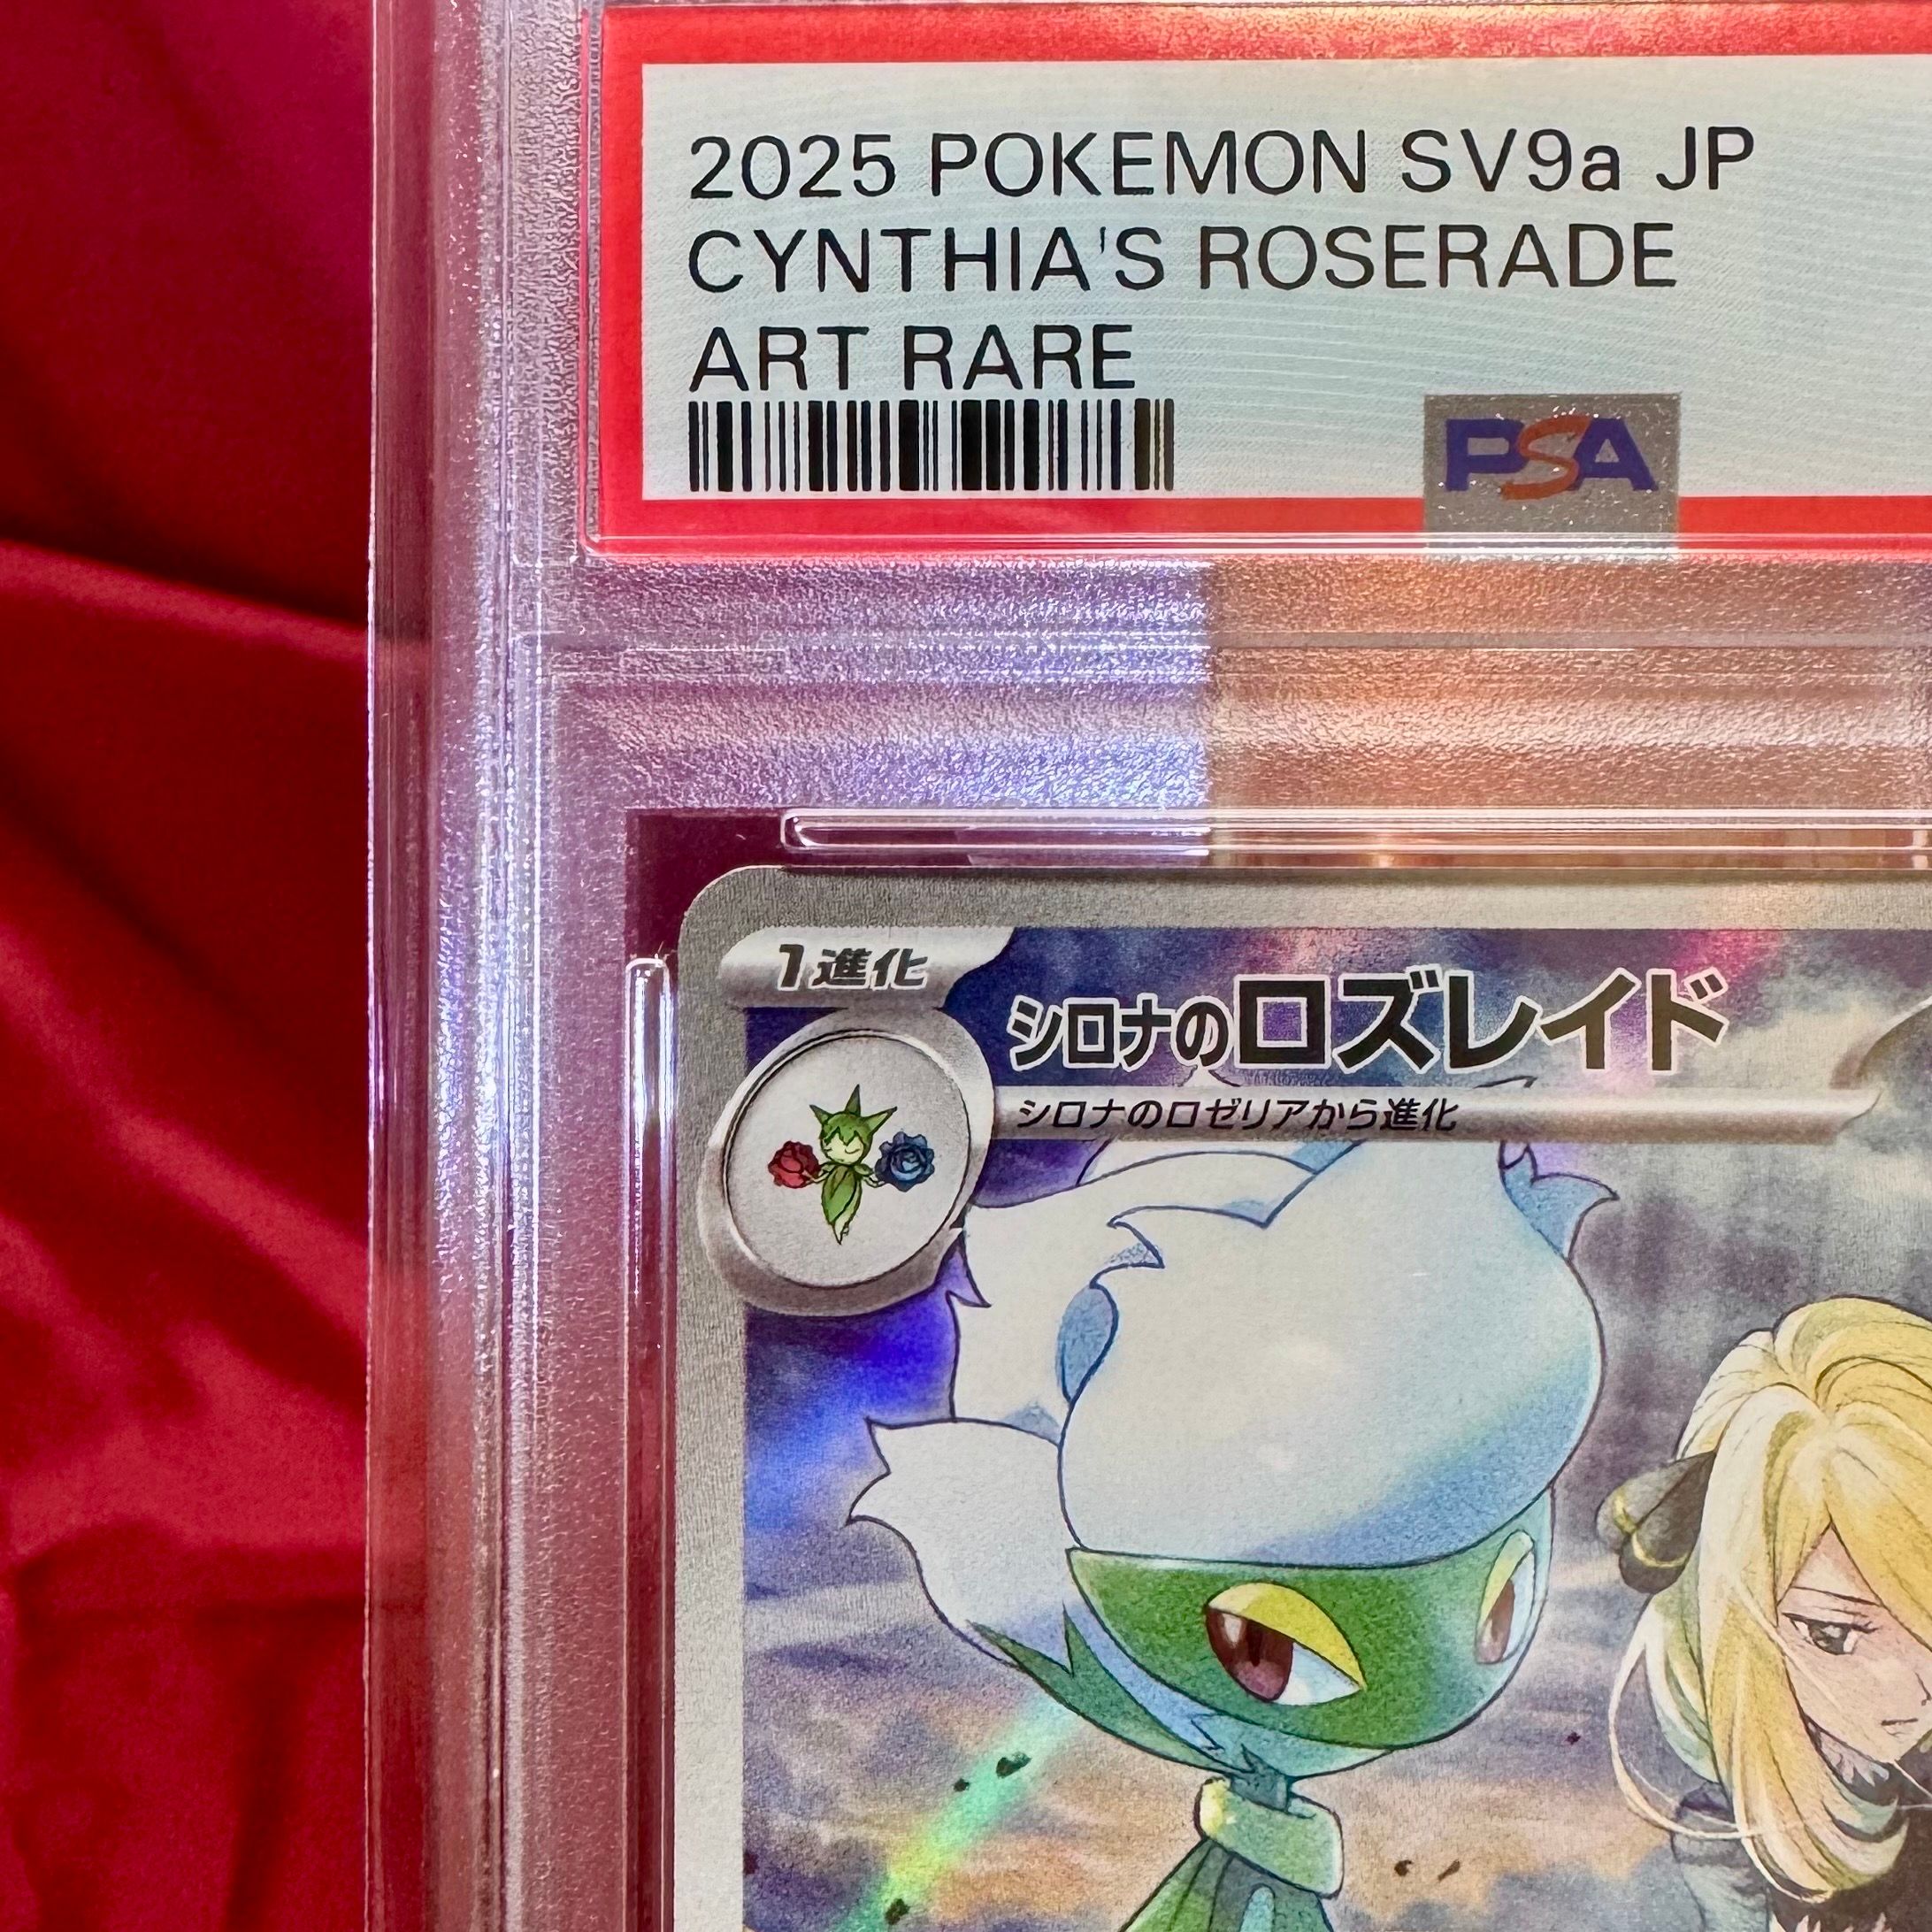 2025 POKEMON SV9a JP
CYNTHIA'S ROSERADE
ART RARE
PSA
1進化
シロナのロズレイド
シロナのロゼリアから進化